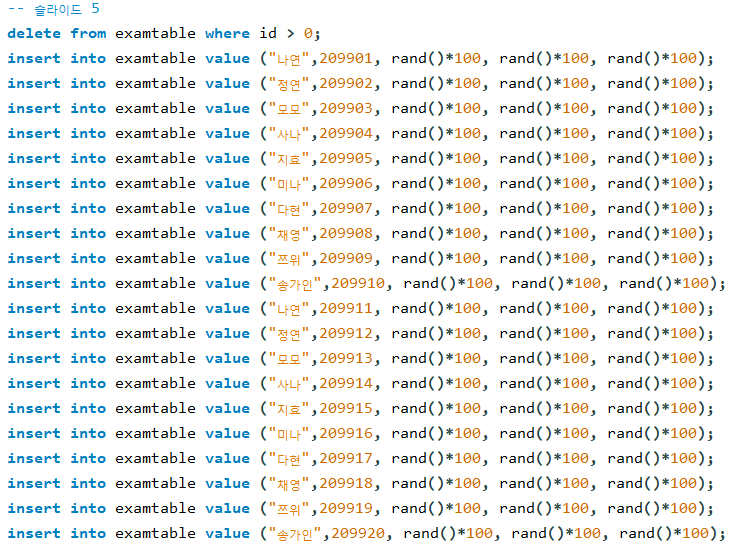 -- 슬라이드 5
delete from examtable where id > 0;
insert into examtable value ("나연",209901, rand()*100, rand()*100, rand()*100);
insert into examtable value ("정연",209902, rand()*100, rand()*100, rand()*100);
insert into examtable value ("모모",209903, rand()*100, rand()*100, rand()*100);
insert into examtable value ("사나",209904, rand()*100, rand()*100, rand()*100);
insert into examtable value ("지효",209905, rand()*100, rand()*100, rand()*100);
insert into examtable value ("미나",209906, rand()*100, rand()*100, rand()*100);
insert into examtable value ("다현",209907, rand()*100, rand()*100, rand()*100);
insert into examtable value ("채영",209908, rand()*100, rand()*100, rand()*100);
insert into examtable value ("쯔위",209909, rand()*100, rand()*100, rand()*100);
insert into examtable value ("송가인",209910, rand()*100, rand()*100, rand()*100);
insert into examtable value ("나연",209911, rand()*100, rand()*100, rand()*100);
insert into examtable value ("정연",209912, rand()*100, rand()*100, rand()*100);
insert into examtable value ("모모",209913, rand()*100, rand()*100, rand()*100);
insert into examtable value ("사나",209914, rand()*100, rand()*100, rand()*100);
insert into examtable value ("지효",209915, rand()*100, rand()*100, rand()*100);
insert into examtable value ("미나",209916, rand()*100, rand()*100, rand()*100);
insert into examtable value ("다현",209917, rand()*100, rand()*100, rand()*100);
insert into examtable value ("채영",209918, rand()*100, rand()*100, rand()*100);
insert into examtable value ("쯔위",209919, rand()*100, rand()*100, rand()*100);
insert into examtable value ("송가인",209920, rand()*100, rand()*100, rand()*100);